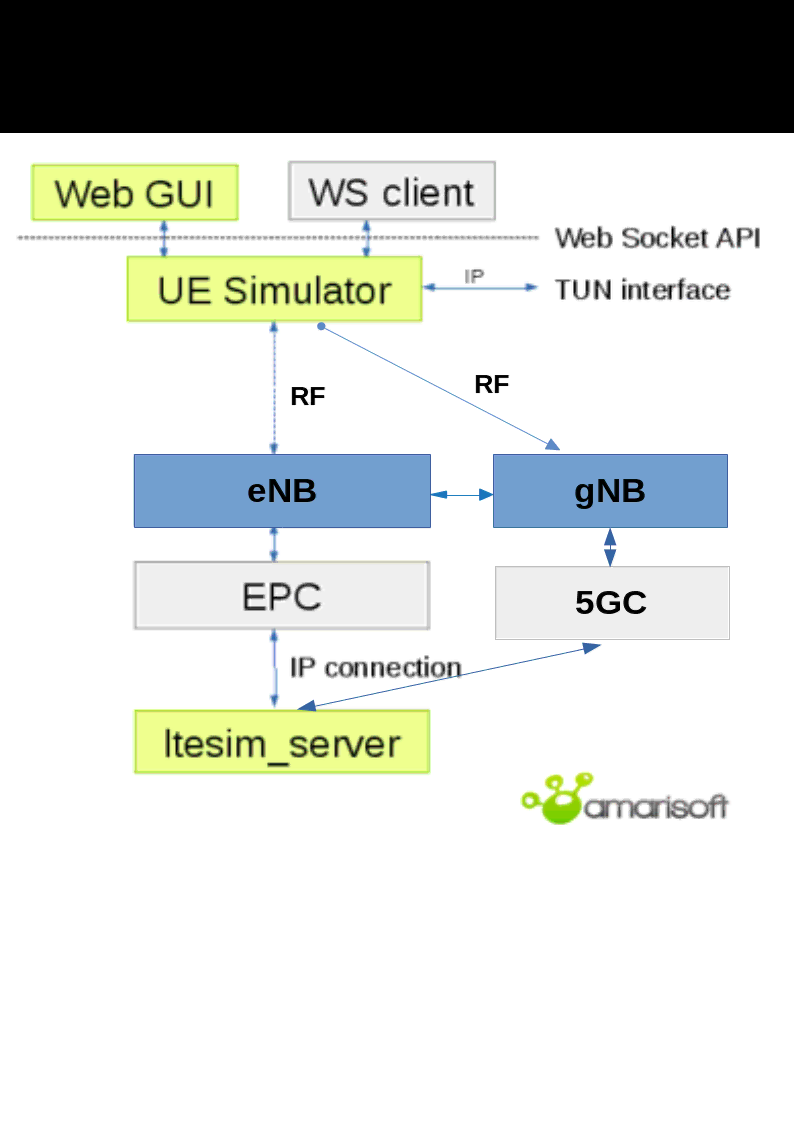 Web GUI
WS client
Web Socket API
UE Simulator
IP
TUN interface
RF
RF
eNB
gNB
EPC
5GC
IP connection
ltesim_server
amarisoft